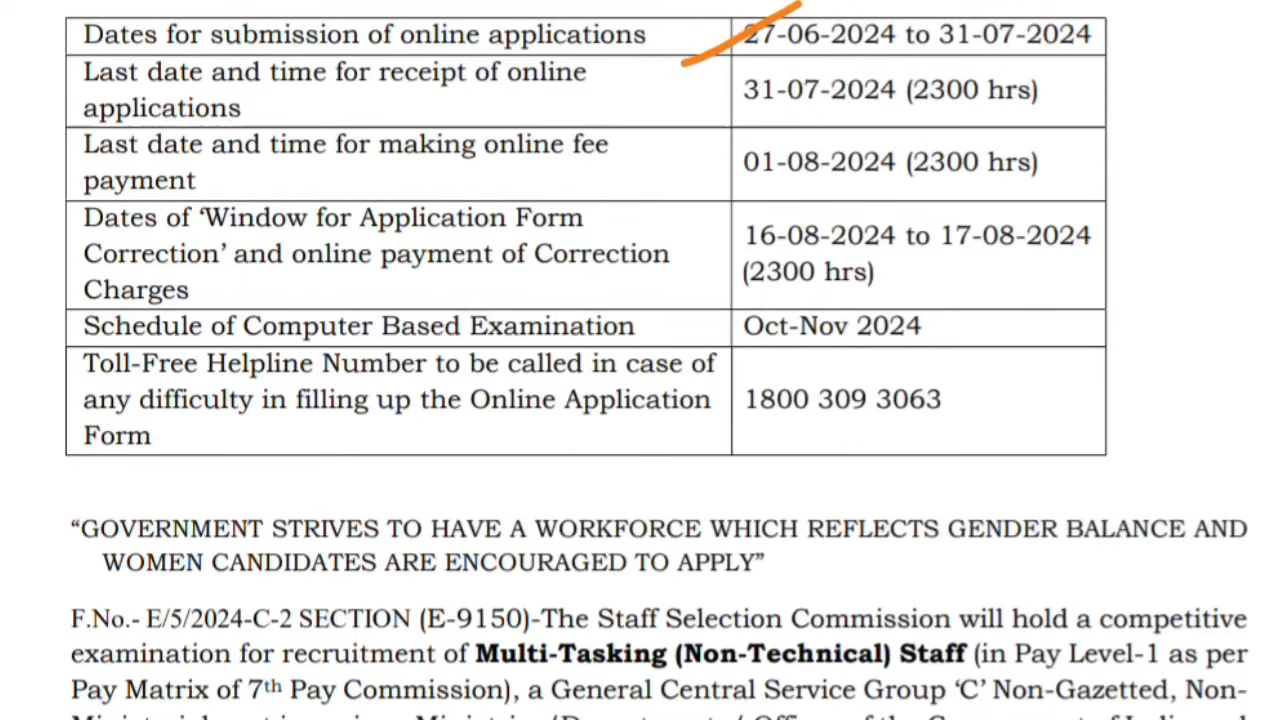 Dates for submission of online applications
27-06-2024 to 31-07-2024
Last date and time for receipt of online
applications
31-07-2024 (2300 hrs)
Last date and time for making online fee
payment
01-08-2024 (2300 hrs)
Dates of ‘Window for Application Form
Correction’ and online payment of Correction
Charges
16-08-2024 to 17-08-2024
(2300 hrs)
Schedule of Computer Based Examination
Oct-Nov 2024
Toll-Free Helpline Number to be called in case of
any difficulty in filling up the Online Application
Form
1800 309 3063
“GOVERNMENT STRIVES TO HAVE A WORKFORCE WHICH REFLECTS GENDER BALANCE AND
WOMEN CANDIDATES ARE ENCOURAGED TO APPLY”
F.No.- E/5/2024-C-2 SECTION (E-9150)-The Staff Selection Commission will hold a competitive
examination for recruitment of Multi-Tasking (Non-Technical) Staff (in Pay Level-1 as per
Pay Matrix of 7th Pay Commission), a General Central Service Group ‘C’ Non-Gazetted, Non-